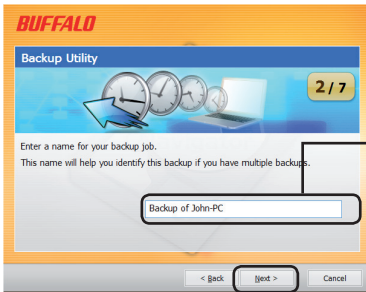 BUFFALO
Backup Utility
2 / 7
Enter a name for your backup job.
This name will help you identify this backup if you have multiple backups.
Backup of John-PC
< Back
Next >
Cancel